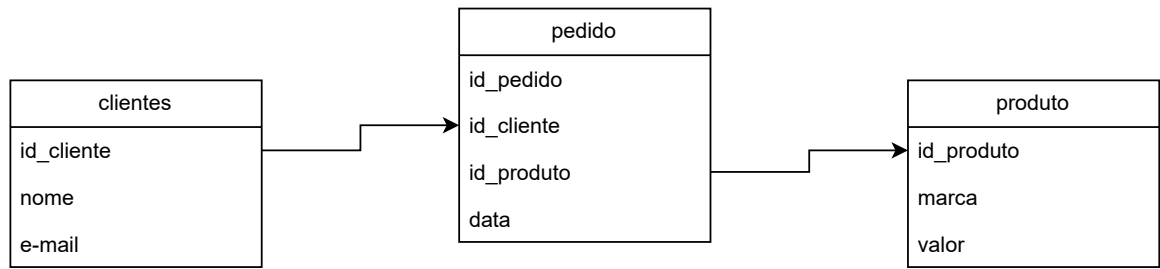 clientes
id_cliente
nome
e-mail
pedido
id_pedido
id_cliente
id_produto
data
produto
id_produto
marca
valor